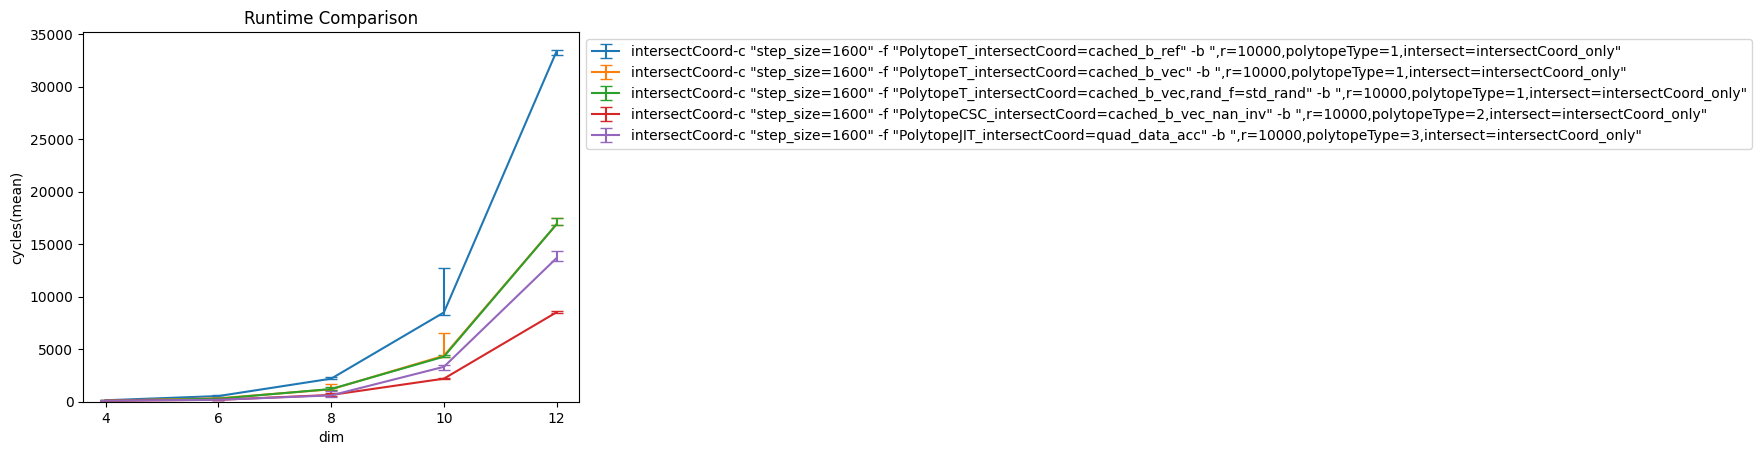 Runtime Comparison
cycles(mean)
35000
30000
25000
20000
15000
10000
5000
0
4 6 8 10 12
dim
intersectCoord-c "step_size=1600" -f "PolytopeT_intersectCoord=cached_b_ref" -b ",r=10000,polytopeType=1,intersect=intersectCoord_only"
intersectCoord-c "step_size=1600" -f "PolytopeT_intersectCoord=cached_b_vec" -b ",r=10000,polytopeType=1,intersect=intersectCoord_only"
intersectCoord-c "step_size=1600" -f "PolytopeT_intersectCoord=cached_b_vec,rand_f=std_rand" -b ",r=10000,polytopeType=1,intersect=intersectCoord_only"
intersectCoord-c "step_size=1600" -f "PolytopeCSC_intersectCoord=cached_b_vec_nan_inv" -b ",r=10000,polytopeType=2,intersect=intersectCoord_only"
intersectCoord-c "step_size=1600" -f "PolytopeJIT_intersectCoord=quad_data_acc" -b ",r=10000,polytopeType=3,intersect=intersectCoord_only"